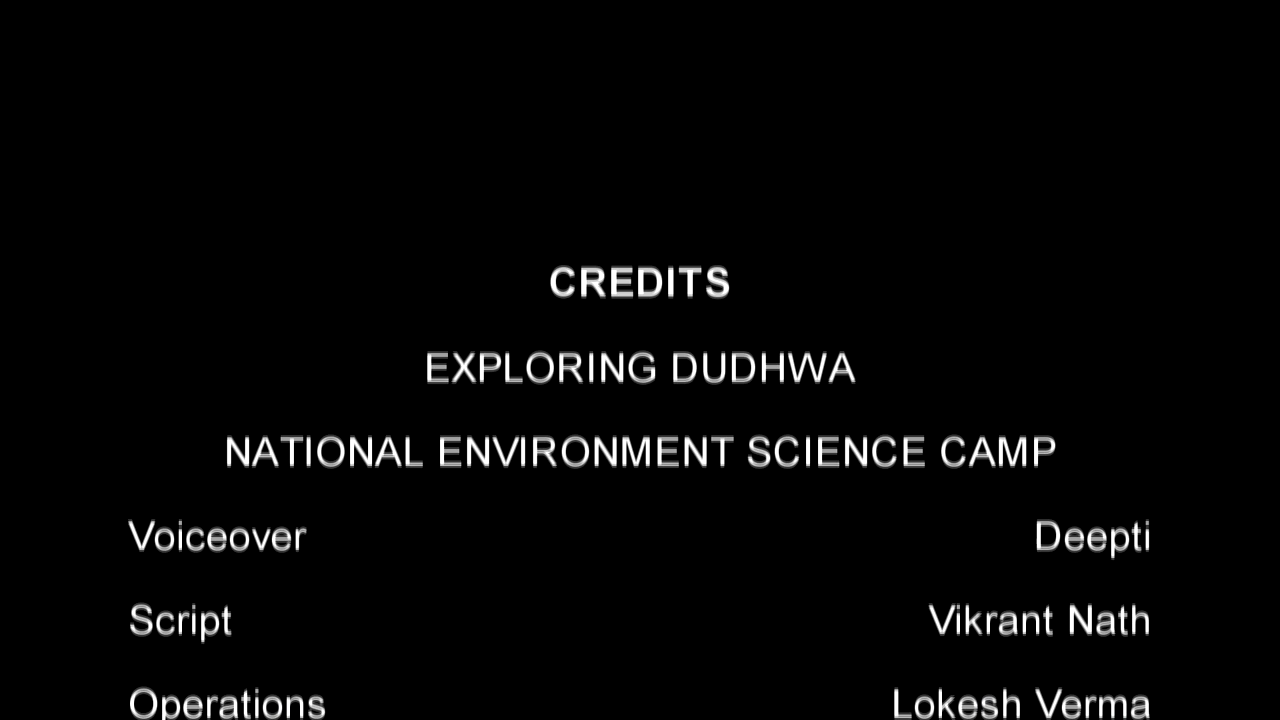 CREDITS
EXPLORING DUDHWA
NATIONAL ENVIRONMENT SCIENCE CAMP
Voiceover Deepti
Script Vikrant Nath
Operations Lokesh Verma